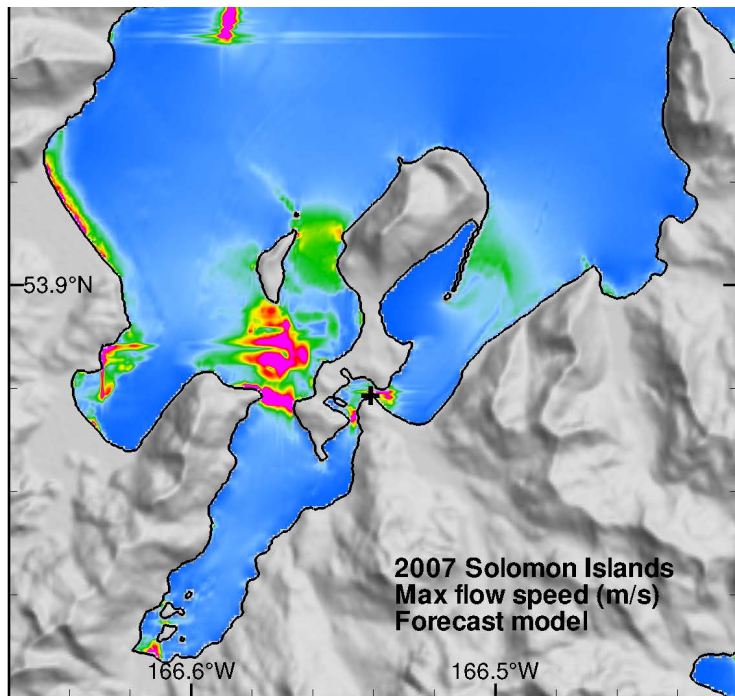 53.9°N
2007 Solomon Islands
Max flow speed (m/s)
Forecast model
166.6°W 166.5°W